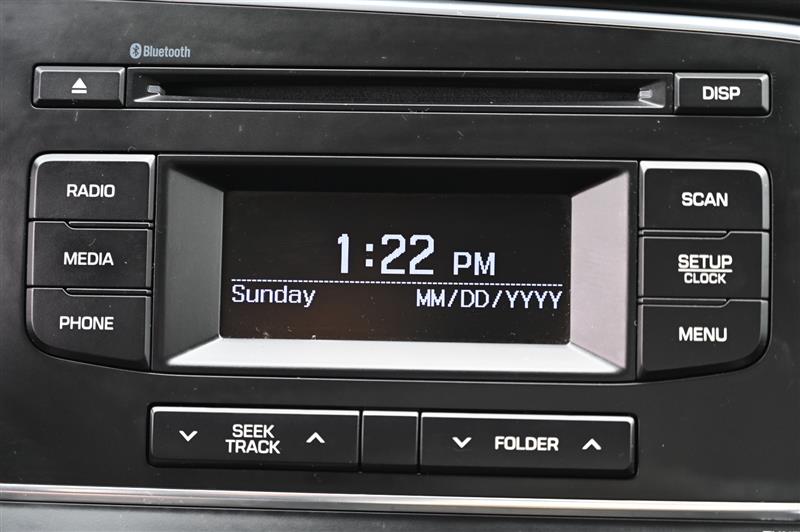 Bluetooth
DISP
RADIO
MEDIA
PHONE
1:22 PM
Sunday MM/DD/YYYY
SCAN
SETUP
CLOCK
MENU
SEEK
TRACK
FOLDER